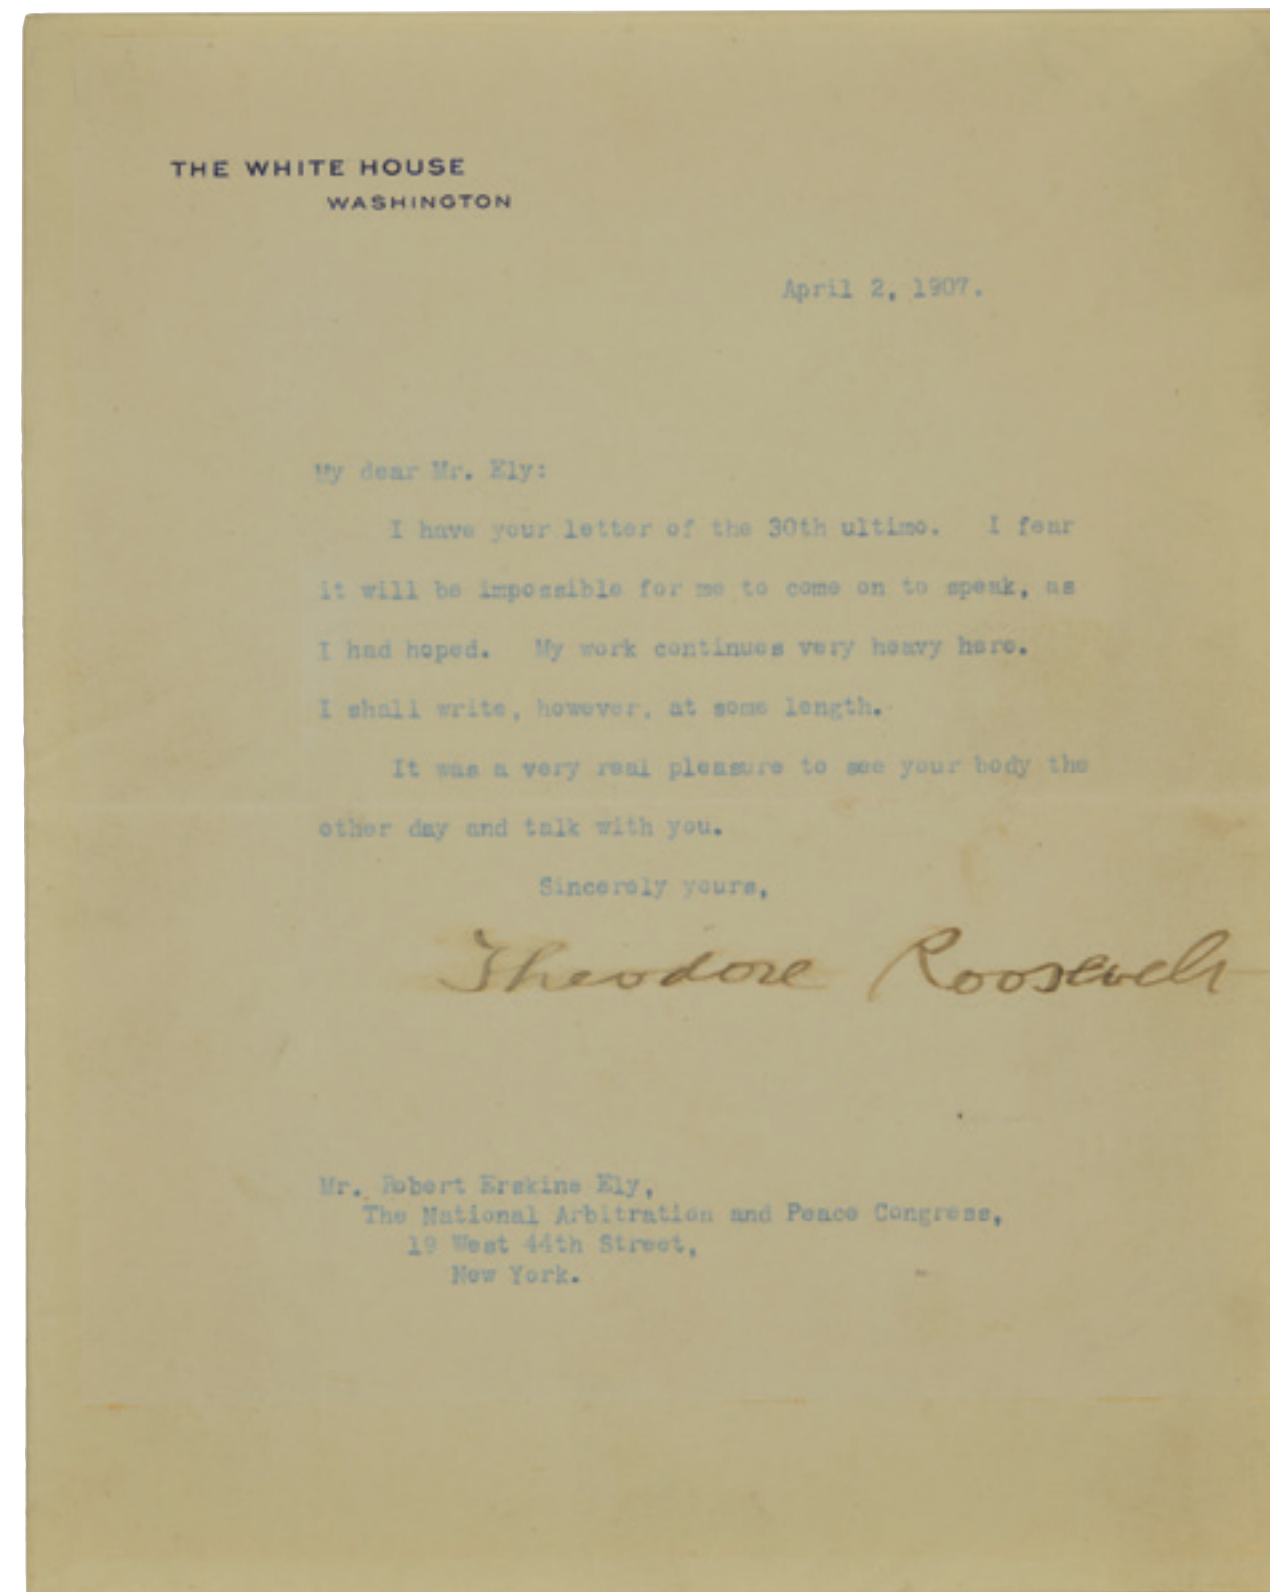 THE WHITE HOUSE
WASHINGTON
April 2, 1907.
My dear Mr. Ely:
I have your letter of the 30th ultimo. I fear
it will be impossible for me to come on to speak, as
I had hoped. My work continues very heavy here.
I shall write, however, at some length.
It was a very real pleasure to see your body the
other day and talk with you.
Sincerely yours,
Theodore Roosevelt
Mr. Robert Erskine Ely,
The National Arbitration and Peace Congress,
19 West 44th Street,
New York.